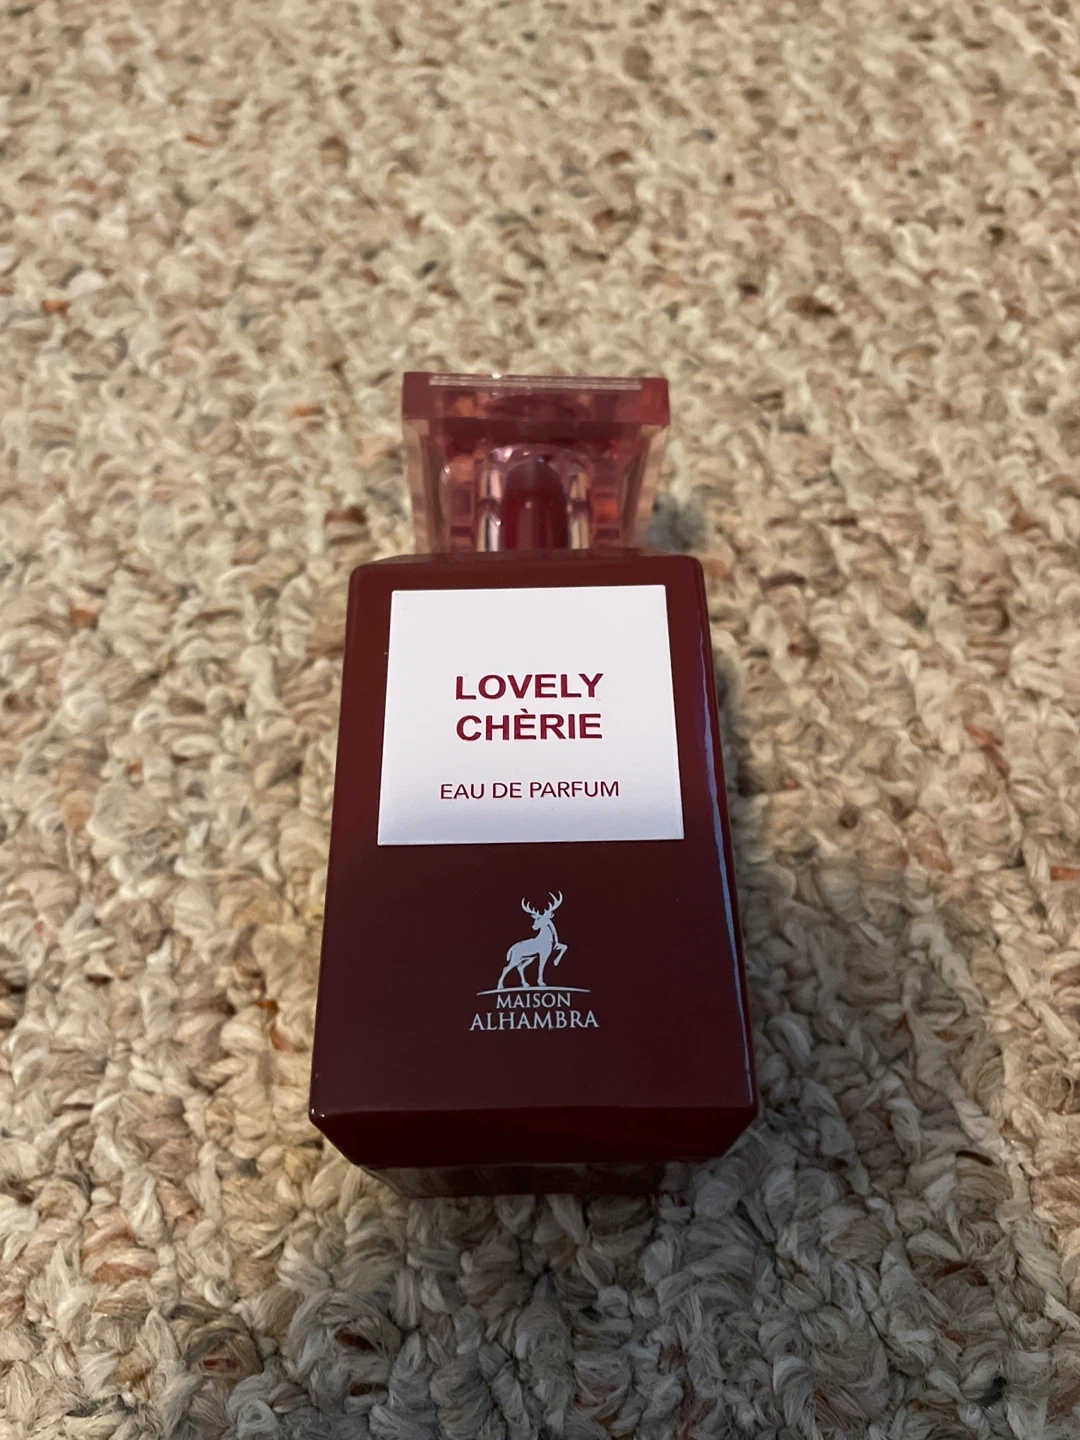 LOVELY
CHÈRIE
EAU DE PARFUM
MAISON
ALHAMBRA